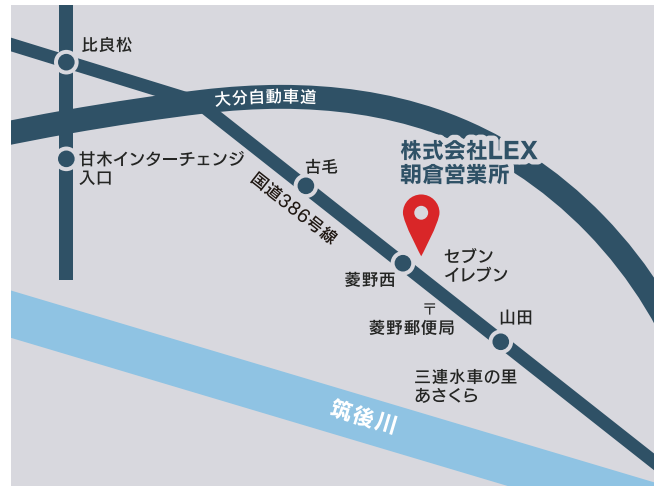 比良松
大分自動車道
株式会社LEX
朝倉営業所
甘木インターチェンジ
入口
古毛
国道386号線
セブン
イレブン
菱野西
〒
菱野郵便局
山田
三連水車の里
あさくら
筑後川